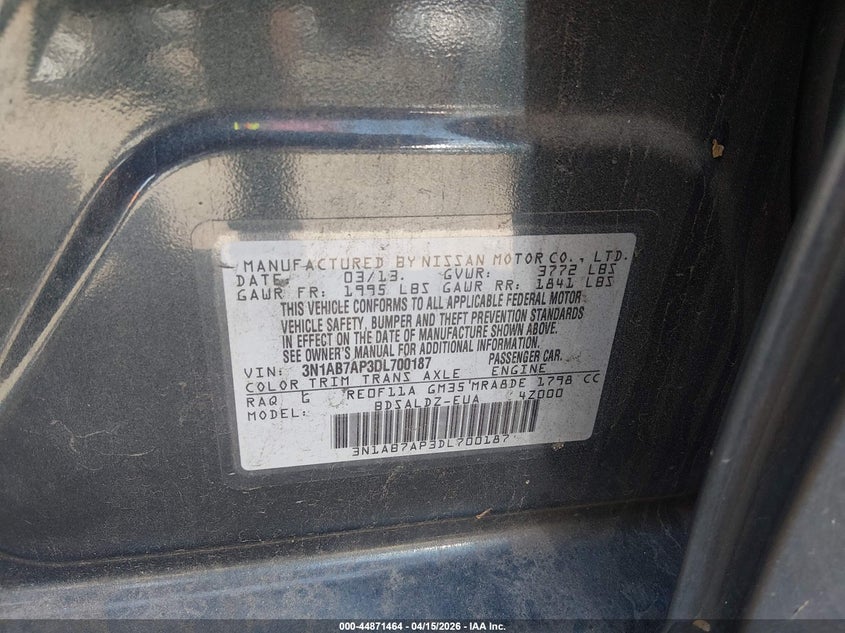 MANUFACTURED BY NISSAN MOTOR CO., LTD.
DATE: 03/13. GVWR: 3772 LBS
GAWR FR: 1995 LBS GAWR RR: 1841 LBS
THIS VEHICLE CONFORMS TO ALL APPLICABLE FEDERAL MOTOR
VEHICLE SAFETY, BUMPER AND THEFT PREVENTION STANDARDS
IN EFFECT ON THE DATE OF MANUFACTURE SHOWN ABOVE.
SEE OWNER'S MANUAL FOR ADDITIONAL INFORMATION.
VIN: 3N1AB7AP3DL700187 PASSENGER CAR.
COLOR TRIM TRANS AXLE ENGINE
RAQ G RE0F11A GM35 MRA8DE 1798 CC
MODEL: BDSALDZ-EUA 4Z000
3N1AB7AP3DL700187
000-44871464 - 04/15/2026 - IAA Inc.